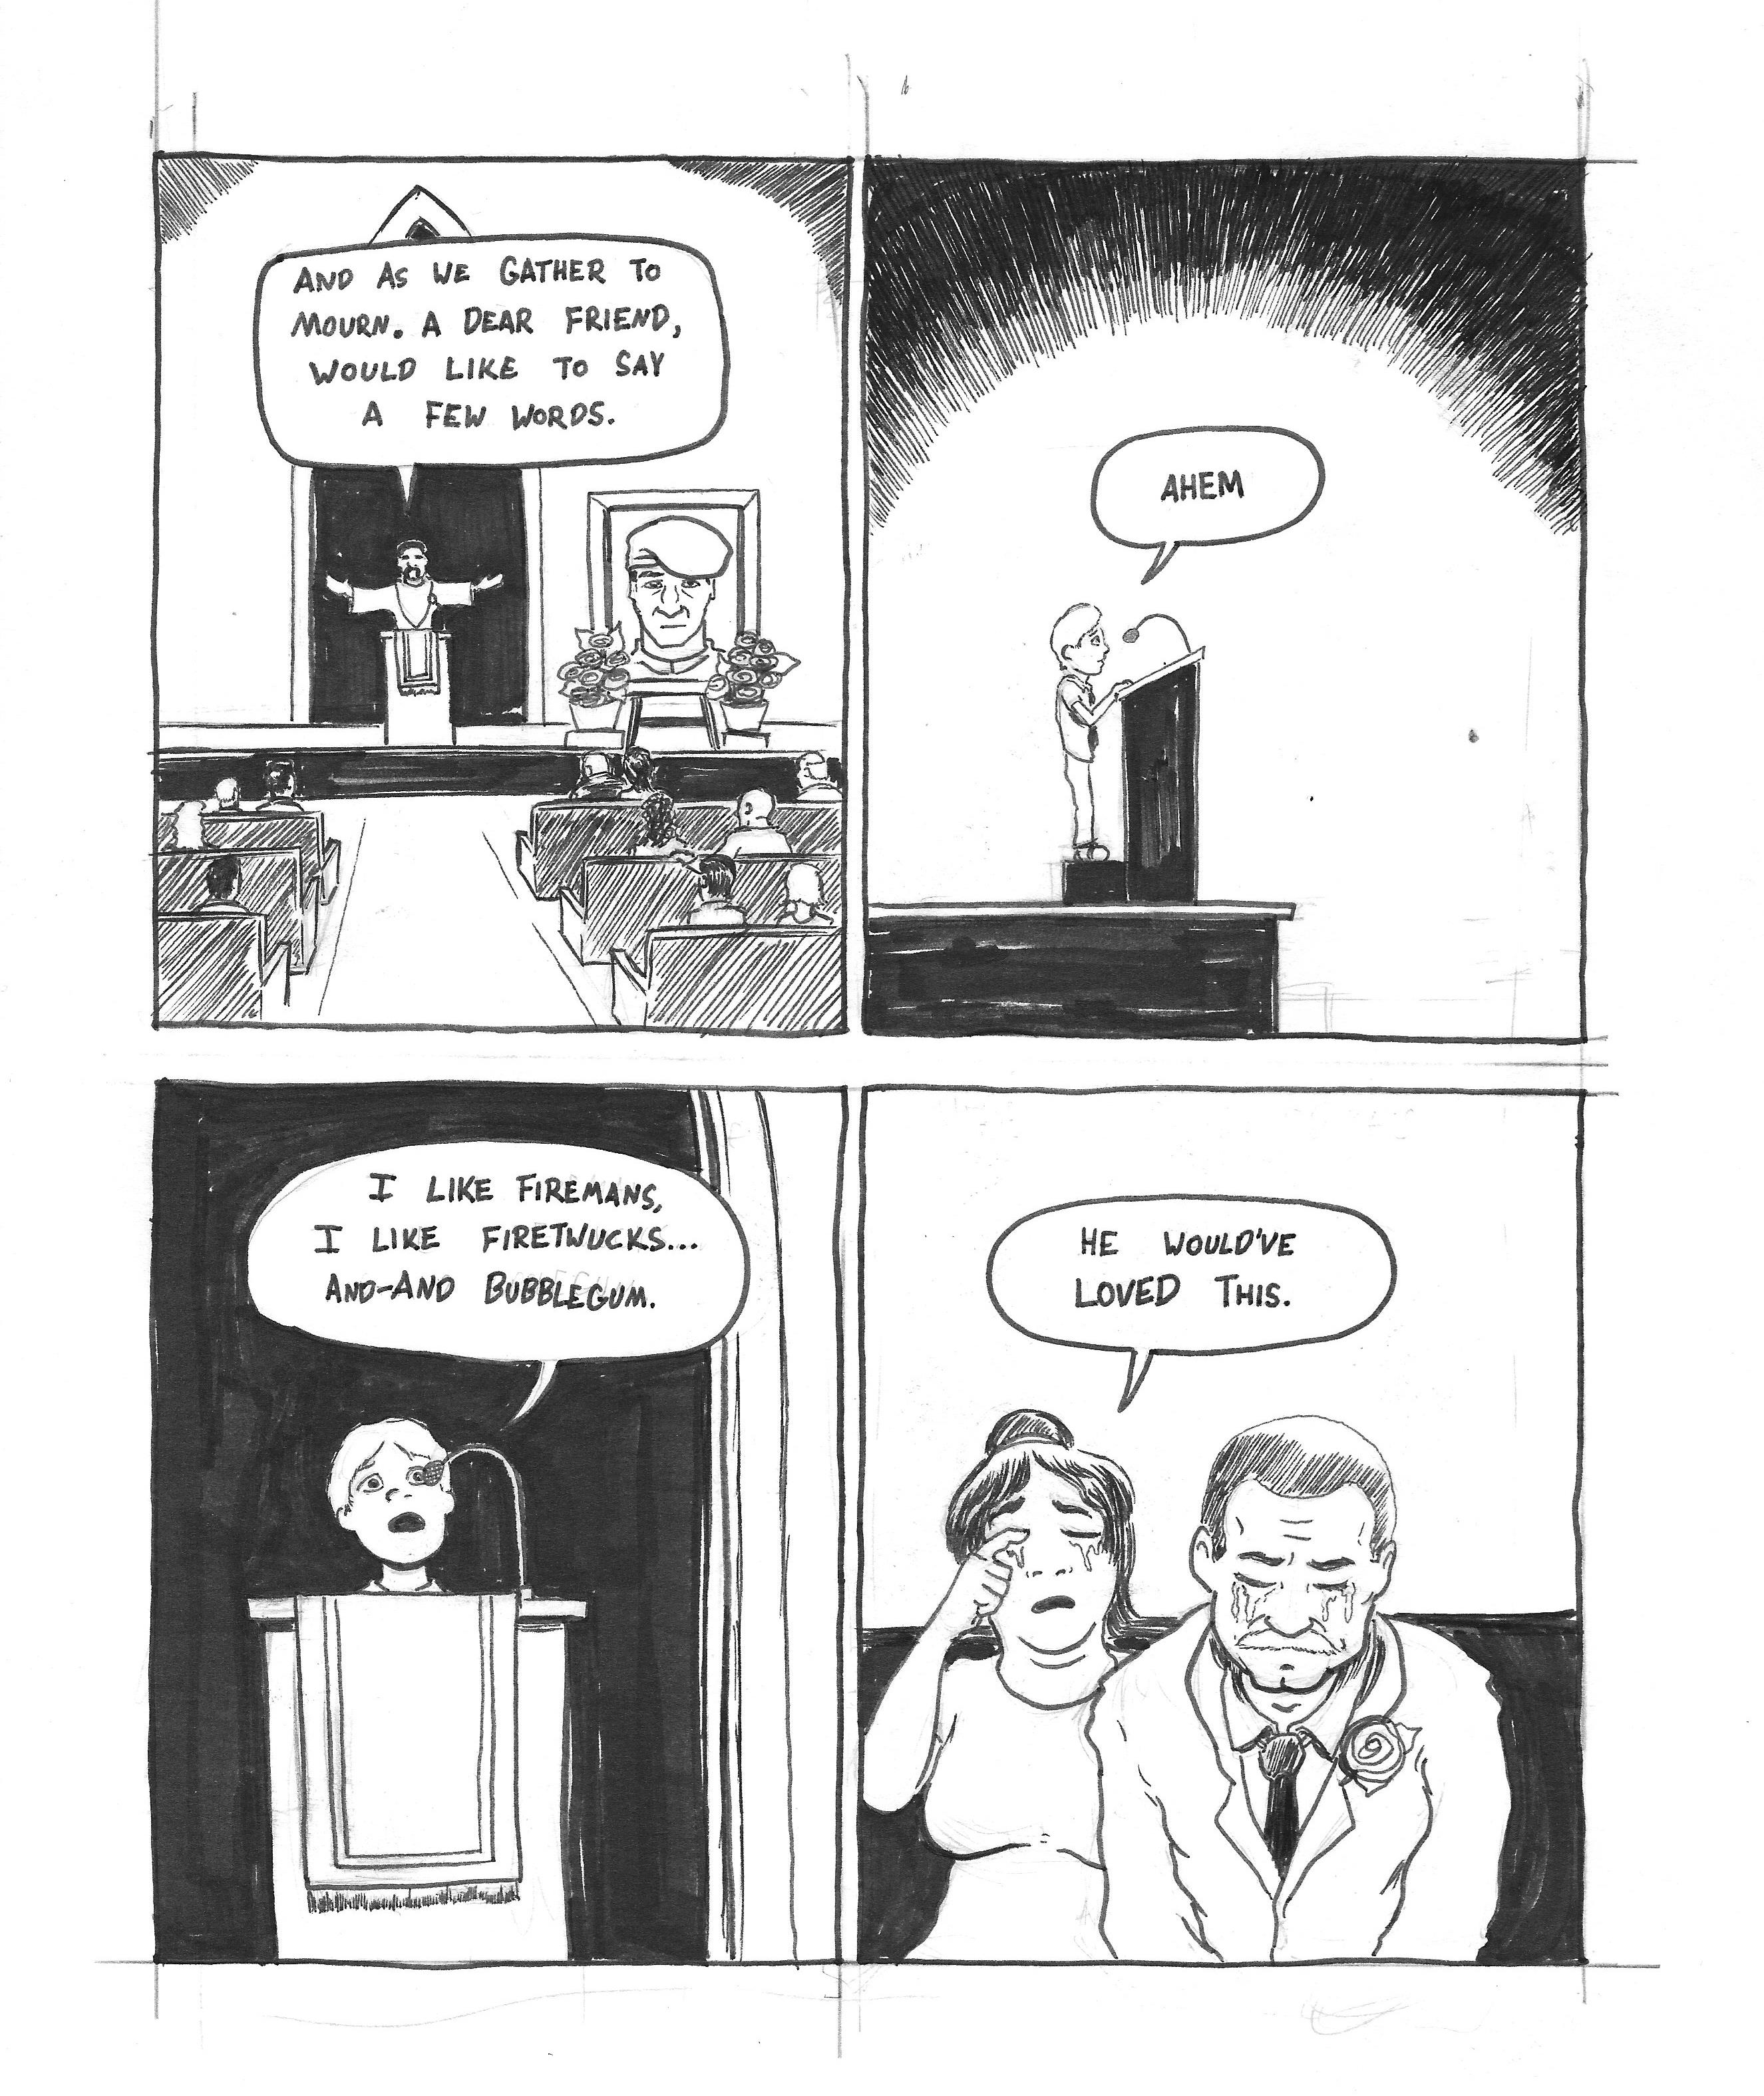 AND AS WE GATHER TO
MOURN. A DEAR FRIEND,
WOULD LIKE TO SAY
A FEW WORDS.
AHEM
I LIKE FIREMANS,
I LIKE FIRETWUCKS...
AND-AND BUBBLEGUM.
HE WOULD'VE
LOVED THIS.